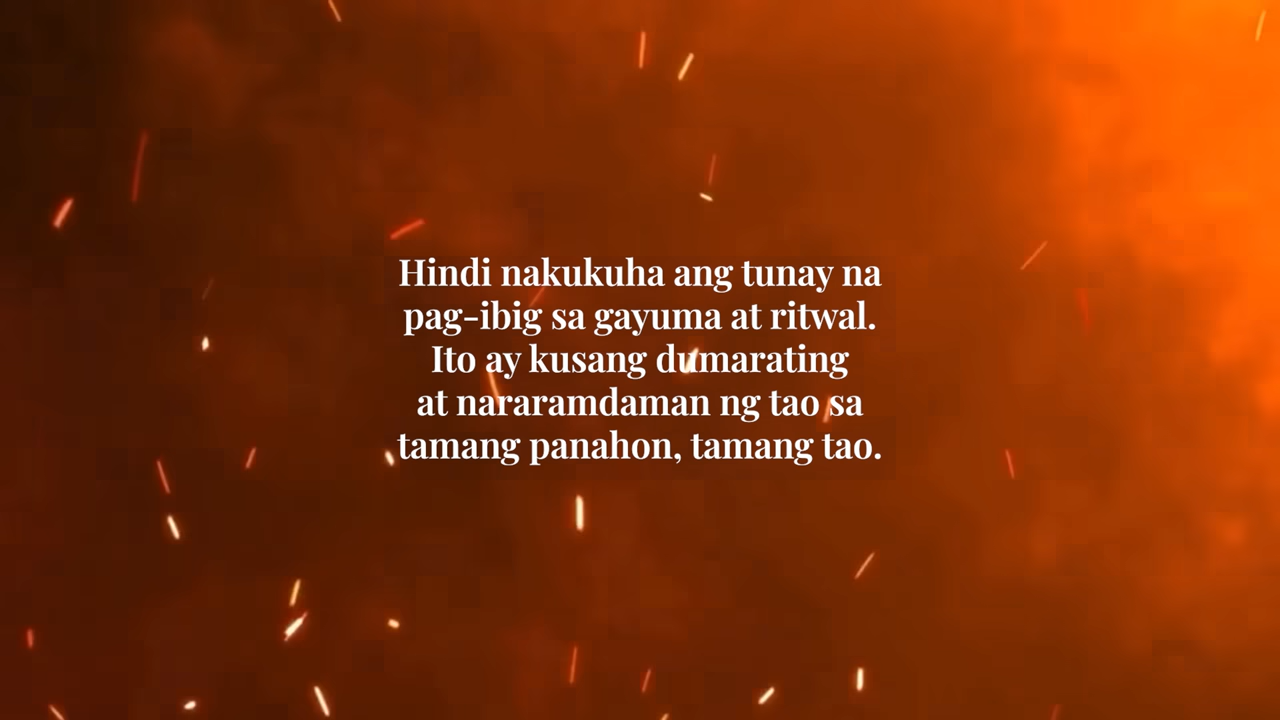 Hindi nakukuha ang tunay na
pag-ibig sa gayuma at ritwal.
Ito ay kusang dumarating
at nararamdaman ng tao sa
tamang panahon, tamang tao.